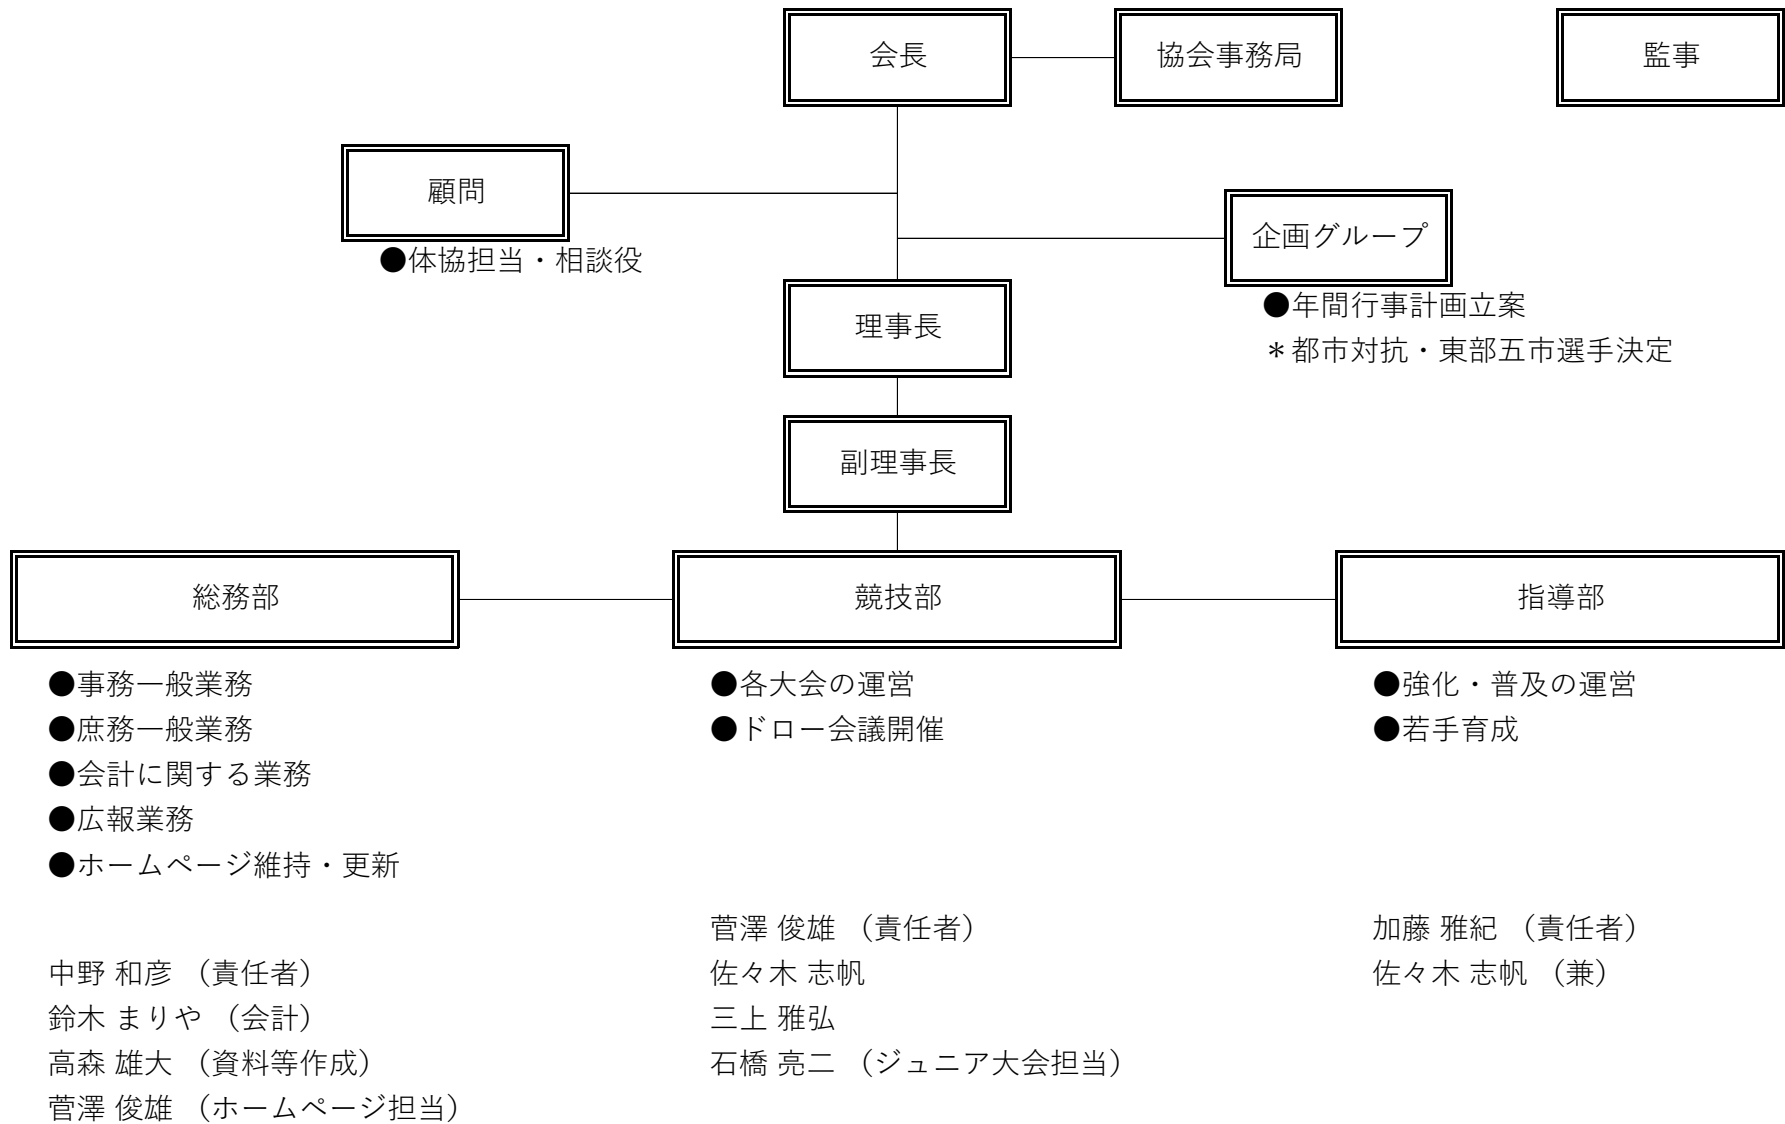 会長
協会事務局
監事
顧問
●体協担当・相談役
企画グループ
●年間行事計画立案
＊都市対抗・東部五市選手決定
理事長
副理事長
総務部
競技部
指導部
●事務一般業務
●庶務一般業務
●会計に関する業務
●広報業務
●ホームページ維持・更新
中野 和彦 （責任者）
鈴木 まりや （会計）
高森 雄大 （資料等作成）
菅澤 俊雄 （ホームページ担当）
●各大会の運営
●ドロー会議開催
菅澤 俊雄 （責任者）
佐々木 志帆
三上 雅弘
石橋 亮二 （ジュニア大会担当）
●強化・普及の運営
●若手育成
加藤 雅紀 （責任者）
佐々木 志帆 （兼）